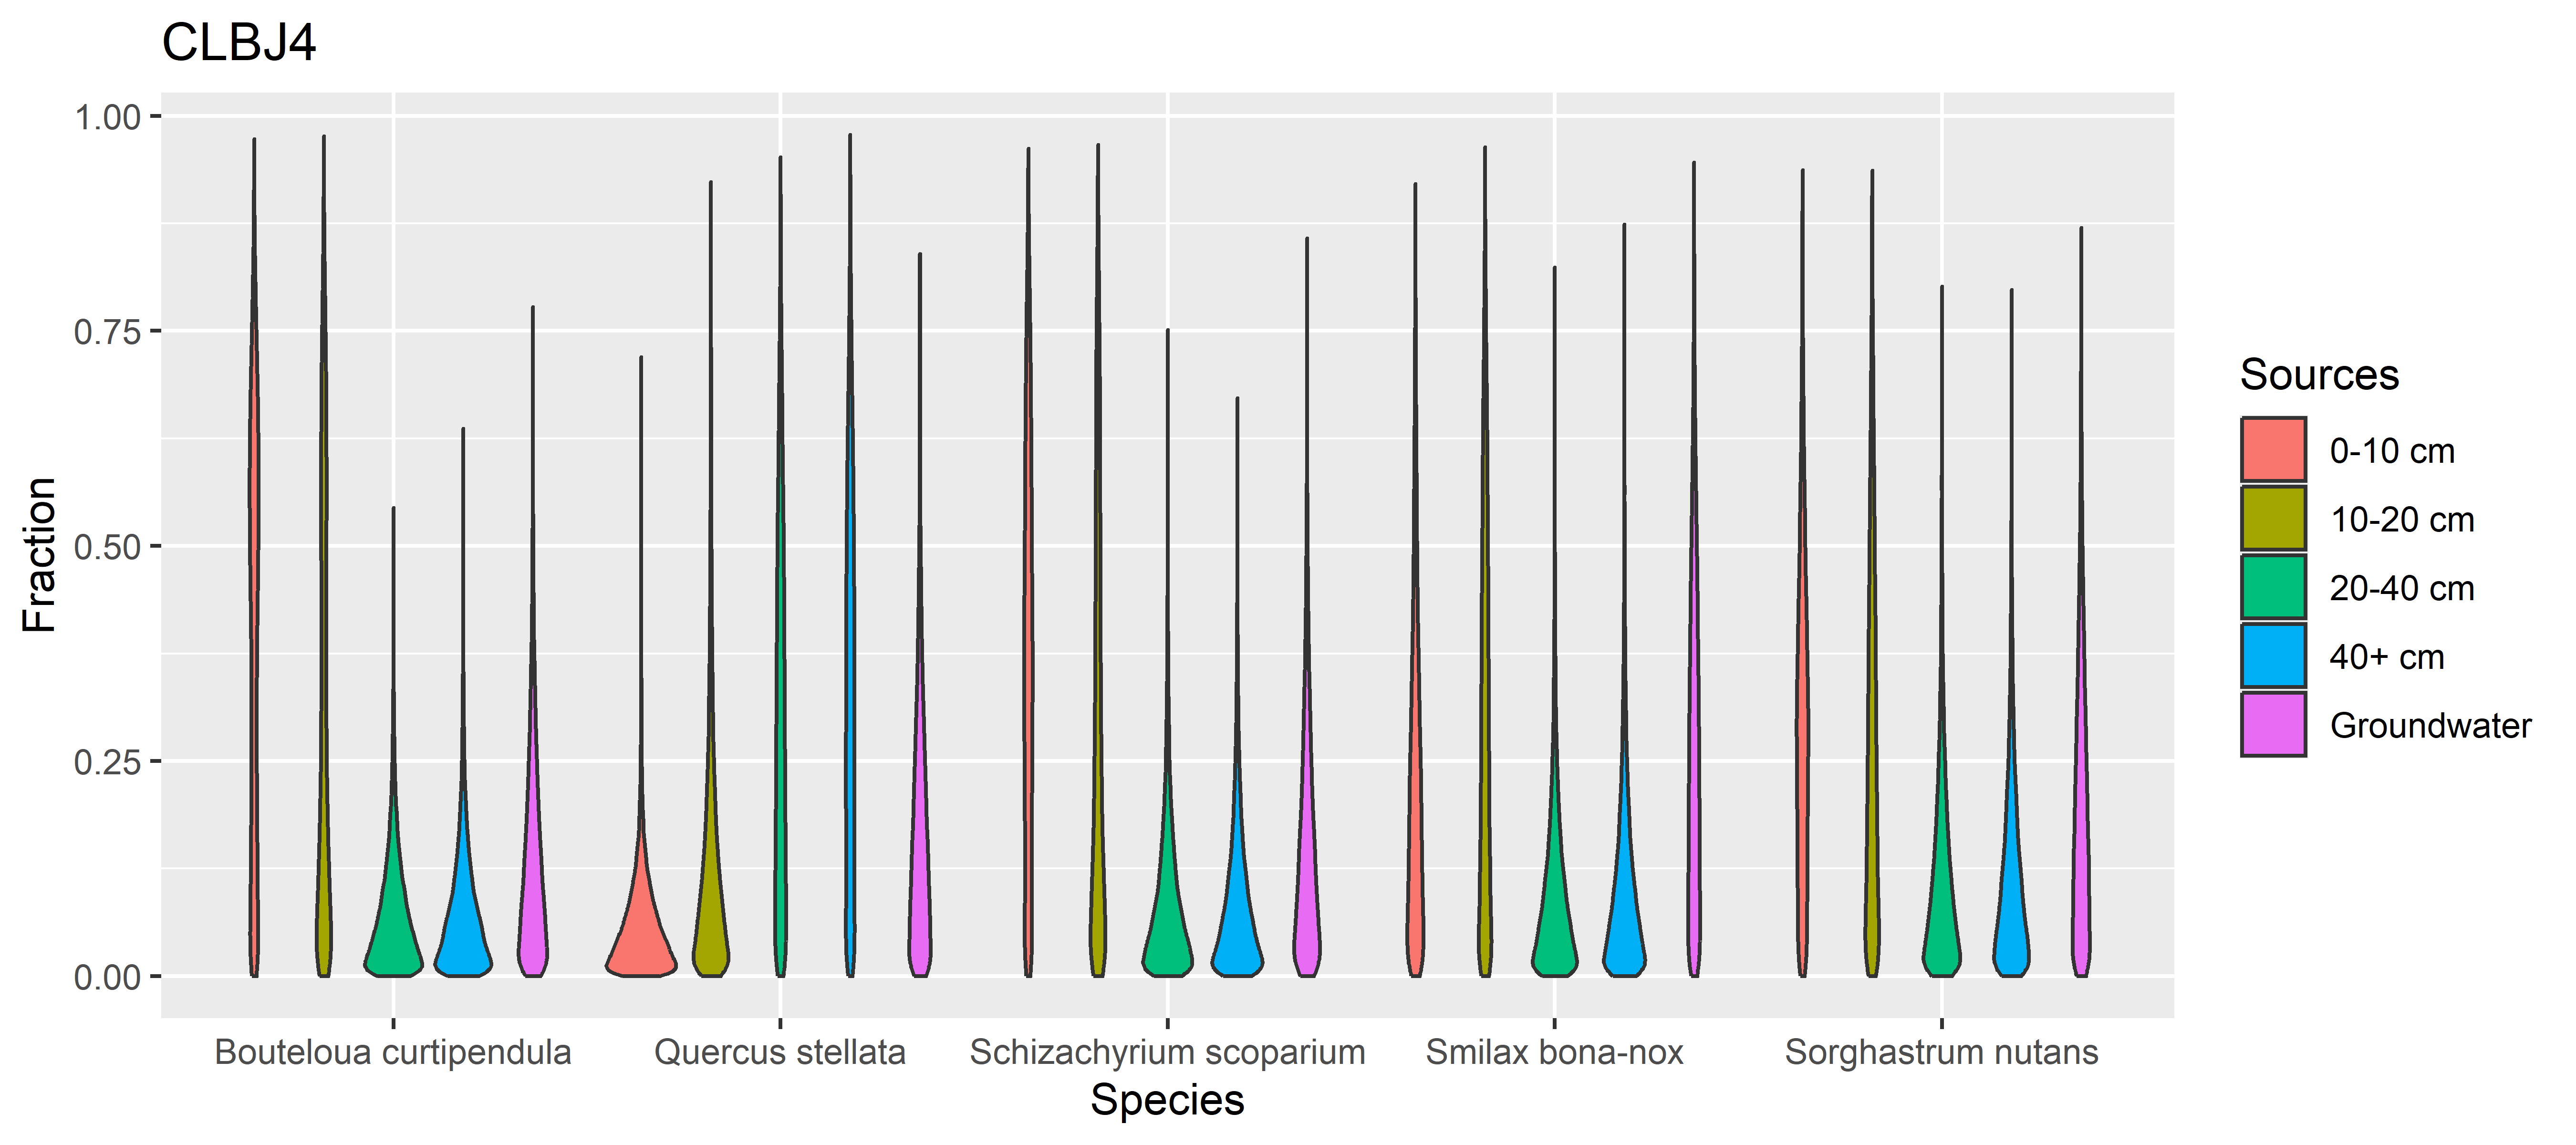 CLBJ4
1.00
0.75
0.50
0.25
0.00
Fraction
Bouteloua curtipendula Quercus stellata Schizachyrium scoparium Smilax bona-nox Sorghastrum nutans
Species
Sources
0-10 cm
10-20 cm
20-40 cm
40+ cm
Groundwater